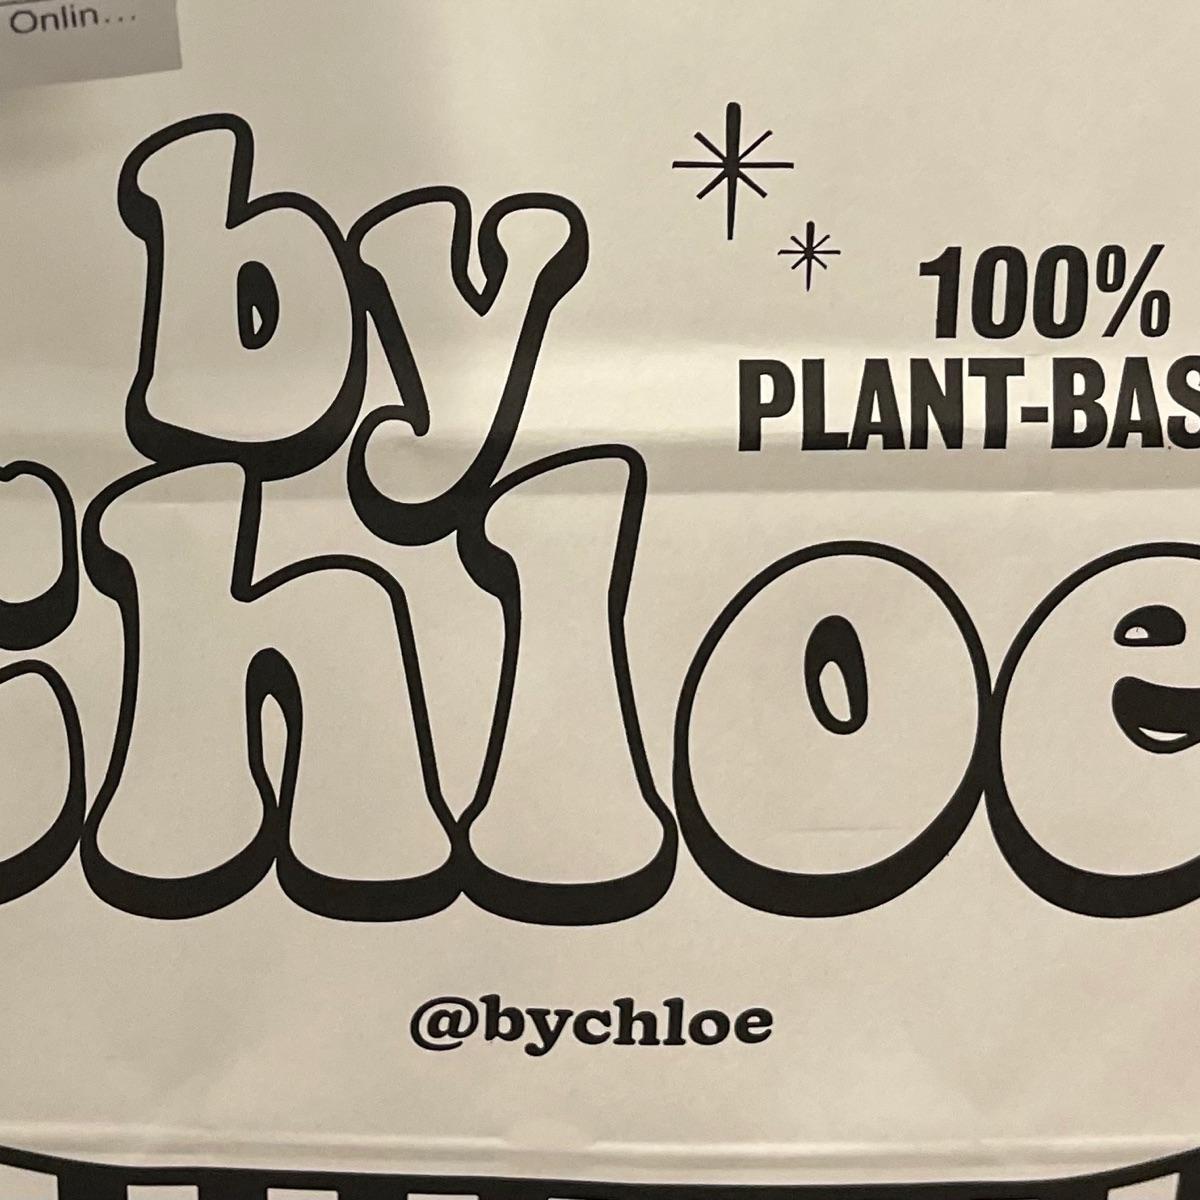 Onlin...
by
chloe
100%
PLANT-BAS
@bychloe